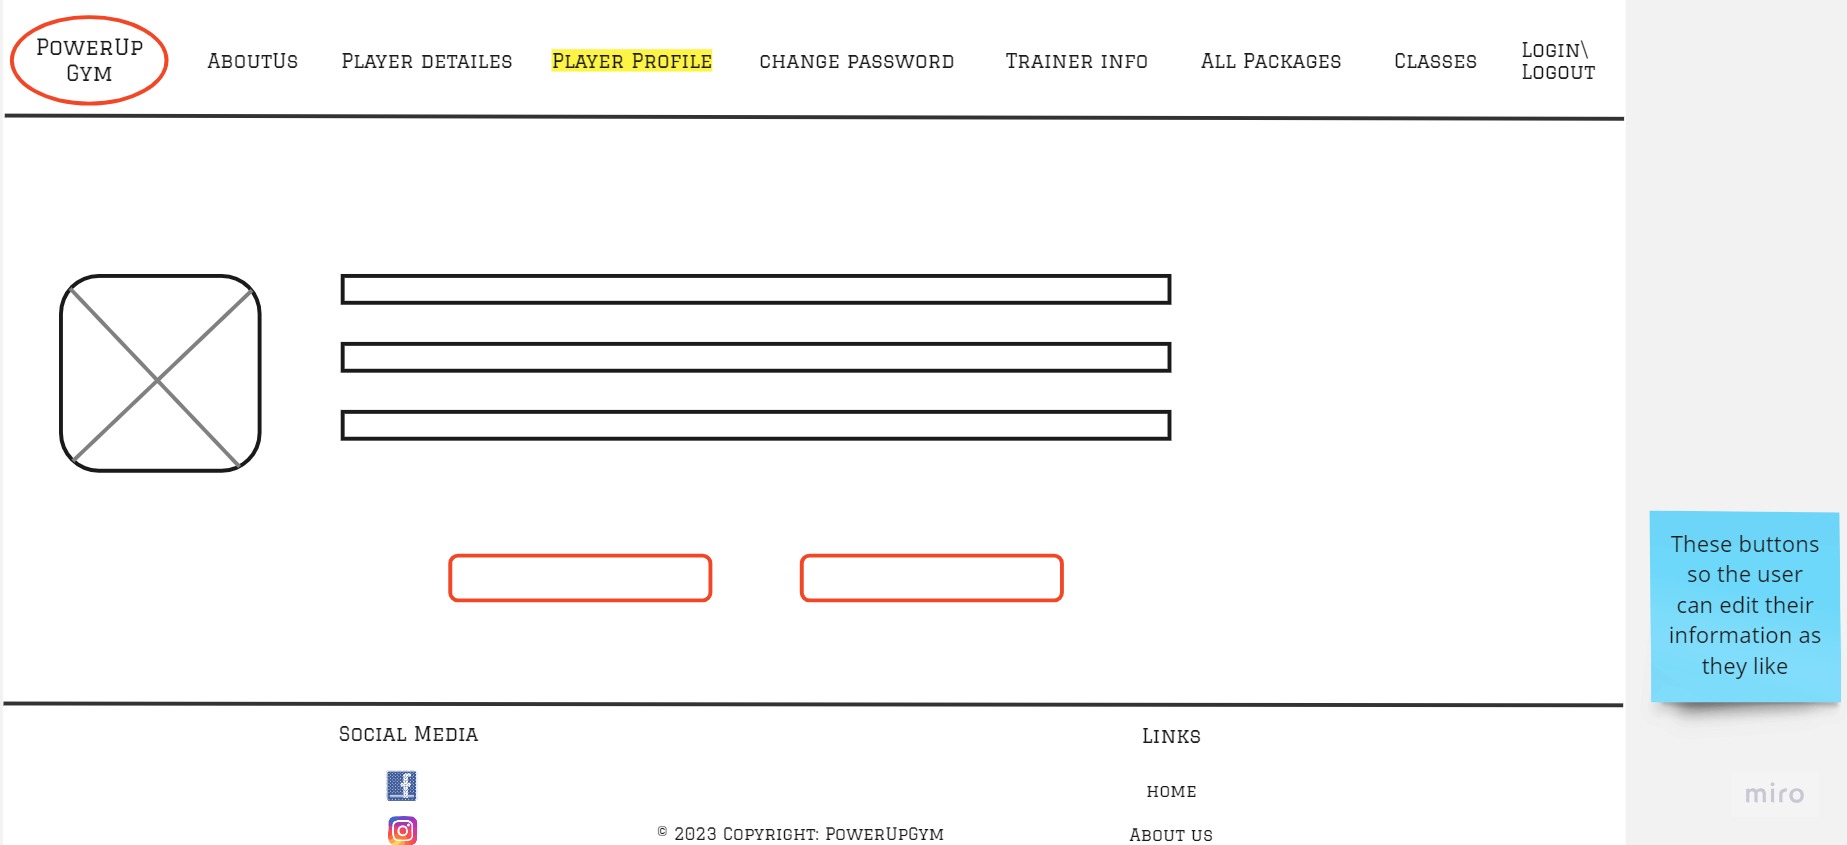 PowerUp
Gym
AboutUs
Player detailes
Player Profile
change password
Trainer info
All Packages
Classes
Login\
Logout
These buttons
so the user
can edit their
information as
they like
Social Media
Links
home
© 2023 Copyright: PowerUpGym
About us
miro